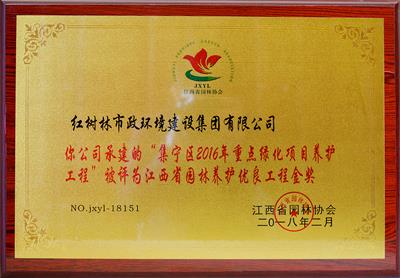 JXYL
江西省园林协会
红树林市政环境建设集团有限公司
你公司承建的“集宁区2016年重点绿化项目养护
工程”被评为江西省园林养护优良工程金奖
NO.jxyl-18151
江西省园林协会
二〇一八年二月